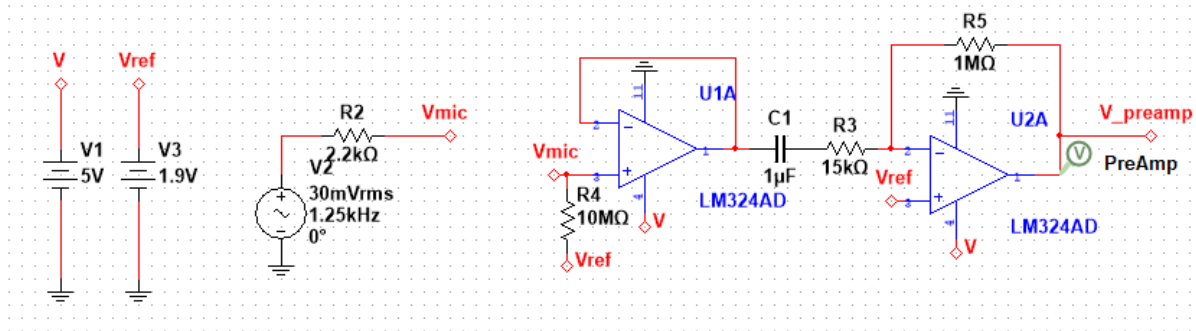 V
Vref
V1
5V
V3
1.9V
R2
2.2kΩ
Vmic
V2
30mVrms
1.25kHz
0°
Vmic
R4
10MΩ
Vref
2
3
11
4
1
U1A
LM324AD
V
C1
1µF
R3
15kΩ
R5
1MΩ
Vref
2
3
11
4
1
U2A
LM324AD
V
V_preamp
V
PreAmp